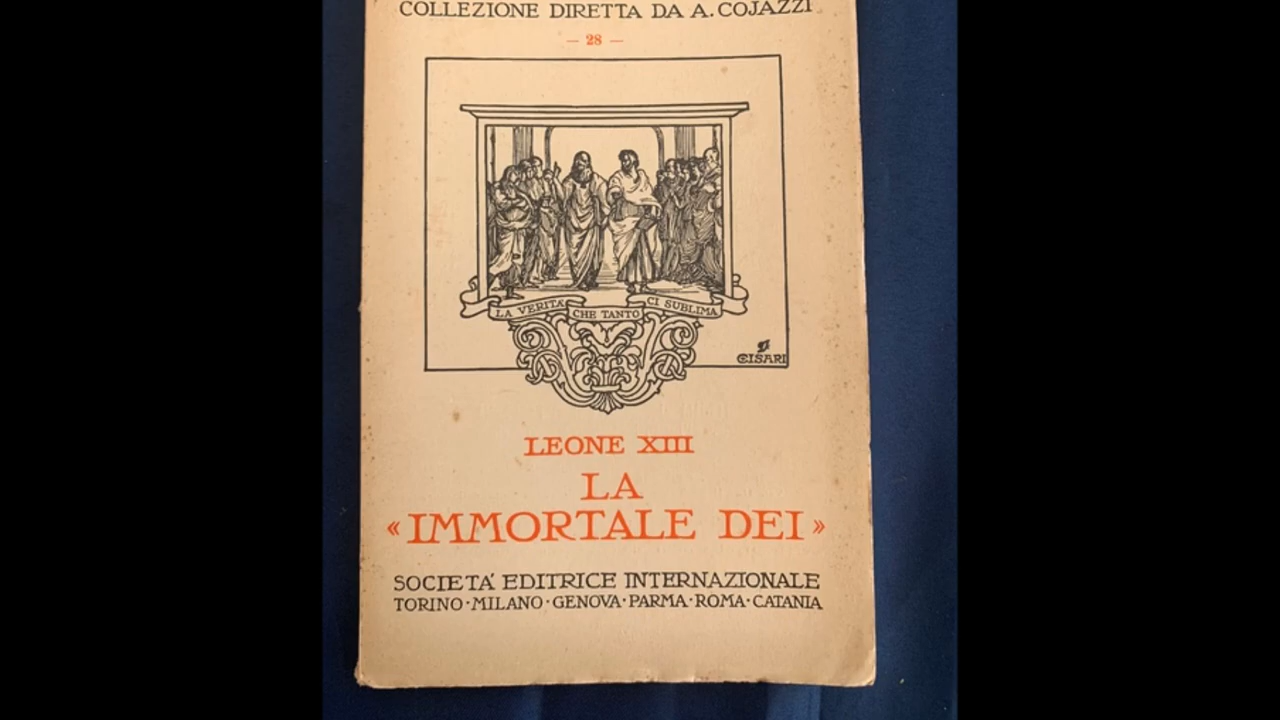 COLLEZIONE DIRETTA DA A. COJAZZI
— 28 —
LA VERITÀ CHE TANTO CI SUBLIMA
CISARI
LEONE XIII
LA
« IMMORTALE DEI »
SOCIETÀ EDITRICE INTERNAZIONALE
TORINO · MILANO · GENOVA · PARMA · ROMA · CATANIA